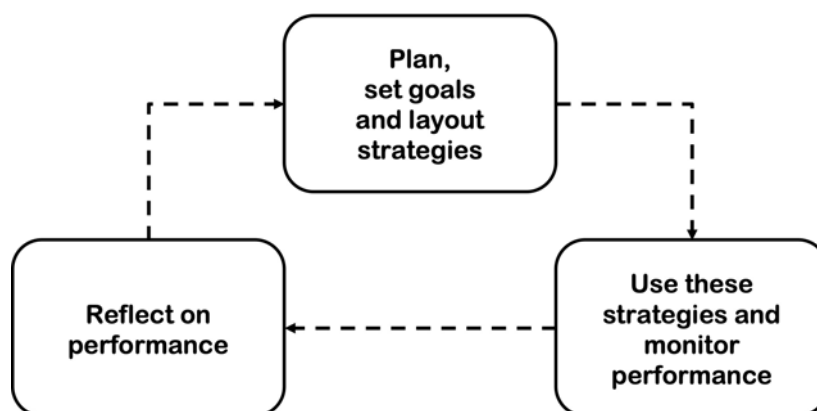 Plan,
set goals
and layout
strategies
Use these
strategies and
monitor
performance
Reflect on
performance